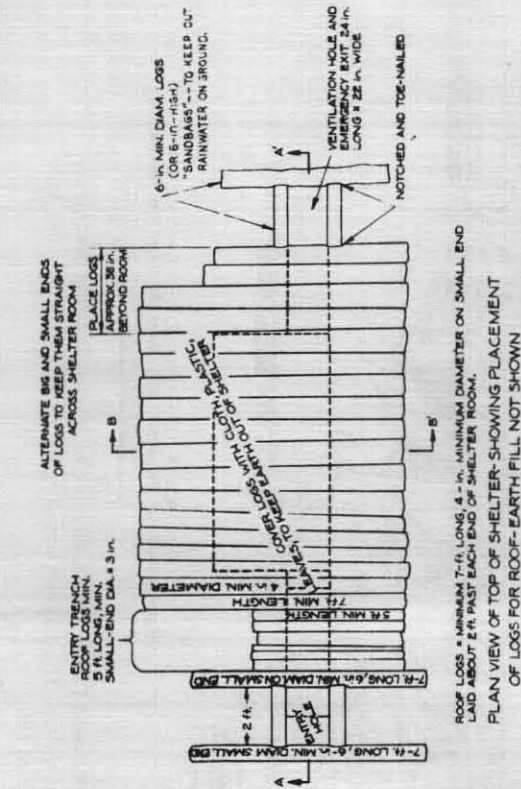 ALTERNATE BIG AND SMALL ENDS
OF LOGS TO KEEP THEM STRAIGHT
ACROSS SHELTER ROOM
PLACE LOGS
APPROX. 36 in.
BEYOND ROOM
6-in. MIN. DIAM. LOGS
(OR 6-in-HIGH)
"SANDBAGS"--TO KEEP OUT
RAINWATER ON GROUND.
ENTRY TRENCH
ROOF LOGS MIN.
5 ft. LONG, MIN.
SMALL-END DIA. = 3 in.
B
A
A'
B'
2 ft.
7-ft. LONG, 6-in. MIN. DIAM SMALL END
ENTRY
HOLE
7-ft. LONG, 6 in MIN. DIAM ON SMALL END
5 ft. MIN. LENGTH
7 ft. MIN. LENGTH
4 in MIN. DIAMETER
COVER LOGS WITH CLOTH, PLASTIC,
LEAVES, TO KEEP EARTH OUT OF SHELTER
VENTILATION HOLE AND
EMERGENCY EXIT 24 in.
LONG x 22 in. WIDE
NOTCHED AND TOE-NAILED
ROOF LOGS = MINIMUM 7-ft. LONG, 4-in. MINIMUM DIAMETER ON SMALL END
LAID ABOUT 2 ft. PAST EACH END OF SHELTER ROOM.
PLAN VIEW OF TOP OF SHELTER-SHOWING PLACEMENT
OF LOGS FOR ROOF-EARTH FILL NOT SHOWN